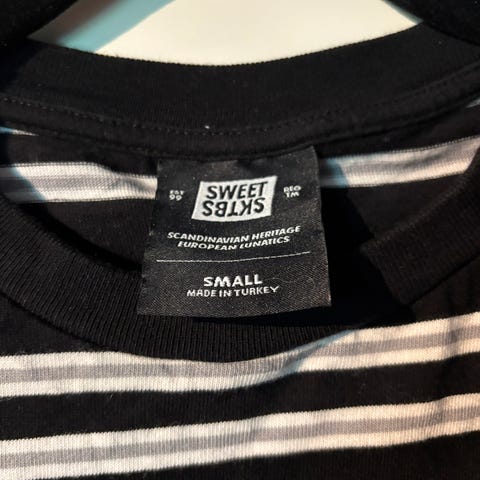 EST 99
SWEET
SKTBS
REG TM
SCANDINAVIAN HERITAGE
EUROPEAN LUNATICS
SMALL
MADE IN TURKEY